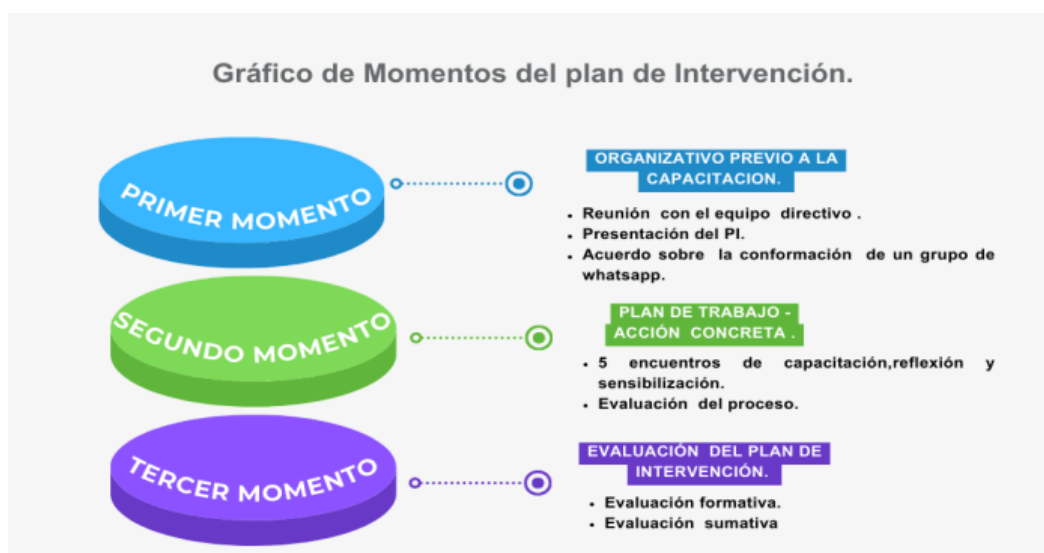 Gráfico de Momentos del plan de Intervención.
PRIMER MOMENTO
ORGANIZATIVO PREVIO A LA
CAPACITACION.
• Reunión con el equipo directivo .
• Presentación del PI.
• Acuerdo sobre la conformación de un grupo de
whatsapp.
SEGUNDO MOMENTO
PLAN DE TRABAJO -
ACCIÓN CONCRETA .
• 5 encuentros de capacitación,reflexión y
sensibilización.
• Evaluación del proceso.
TERCER MOMENTO
EVALUACIÓN DEL PLAN DE
INTERVENCIÓN.
• Evaluación formativa.
• Evaluación sumativa